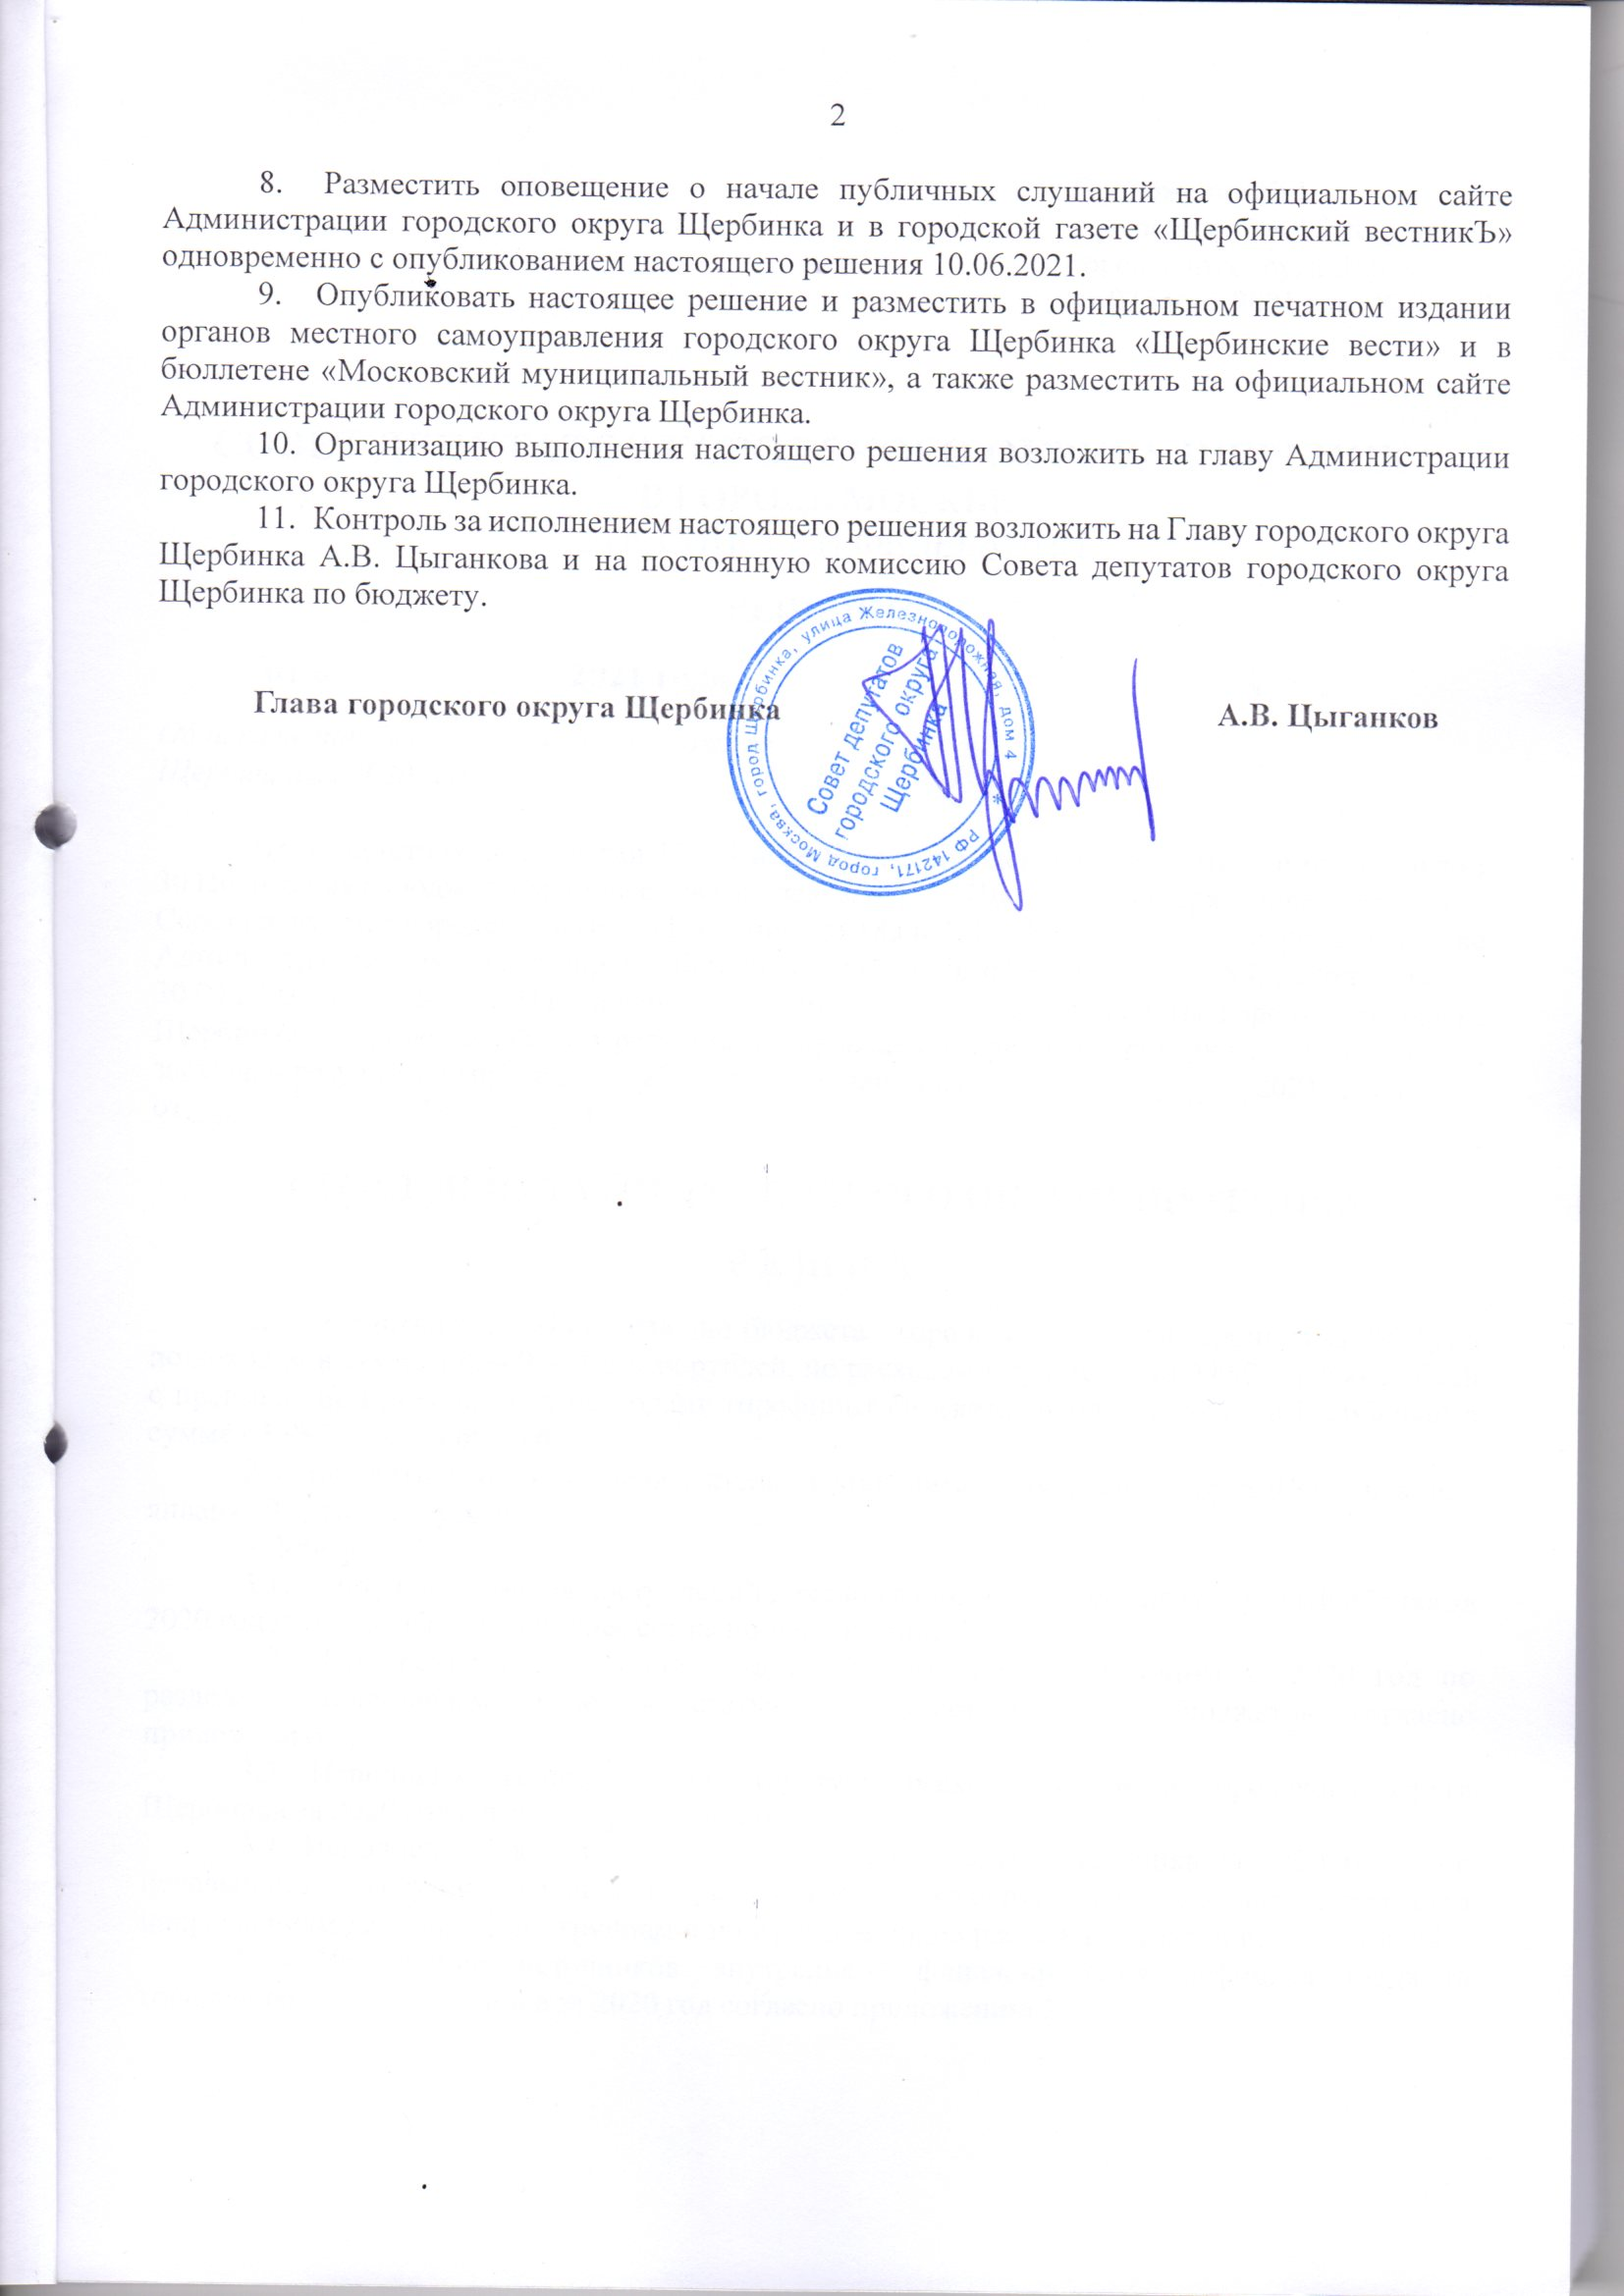 2
8. Разместить оповещение о начале публичных слушаний на официальном сайте
Администрации городского округа Щербинка и в городской газете «Щербинский вестникЪ»
одновременно с опубликованием настоящего решения 10.06.2021.
9. Опубликовать настоящее решение и разместить в официальном печатном издании
органов местного самоуправления городского округа Щербинка «Щербинские вести» и в
бюллетене «Московский муниципальный вестник», а также разместить на официальном сайте
Администрации городского округа Щербинка.
10. Организацию выполнения настоящего решения возложить на главу Администрации
городского округа Щербинка.
11. Контроль за исполнением настоящего решения возложить на Главу городского округа
Щербинка А.В. Цыганкова и на постоянную комиссию Совета депутатов городского округа
Щербинка по бюджету.
Глава городского округа Щербинка
А.В. Цыганков
РФ 142171, город Москва, город Щербинка, улица Железнодорожная, дом 4 *
Совет депутатов
городского округа
Щербинка